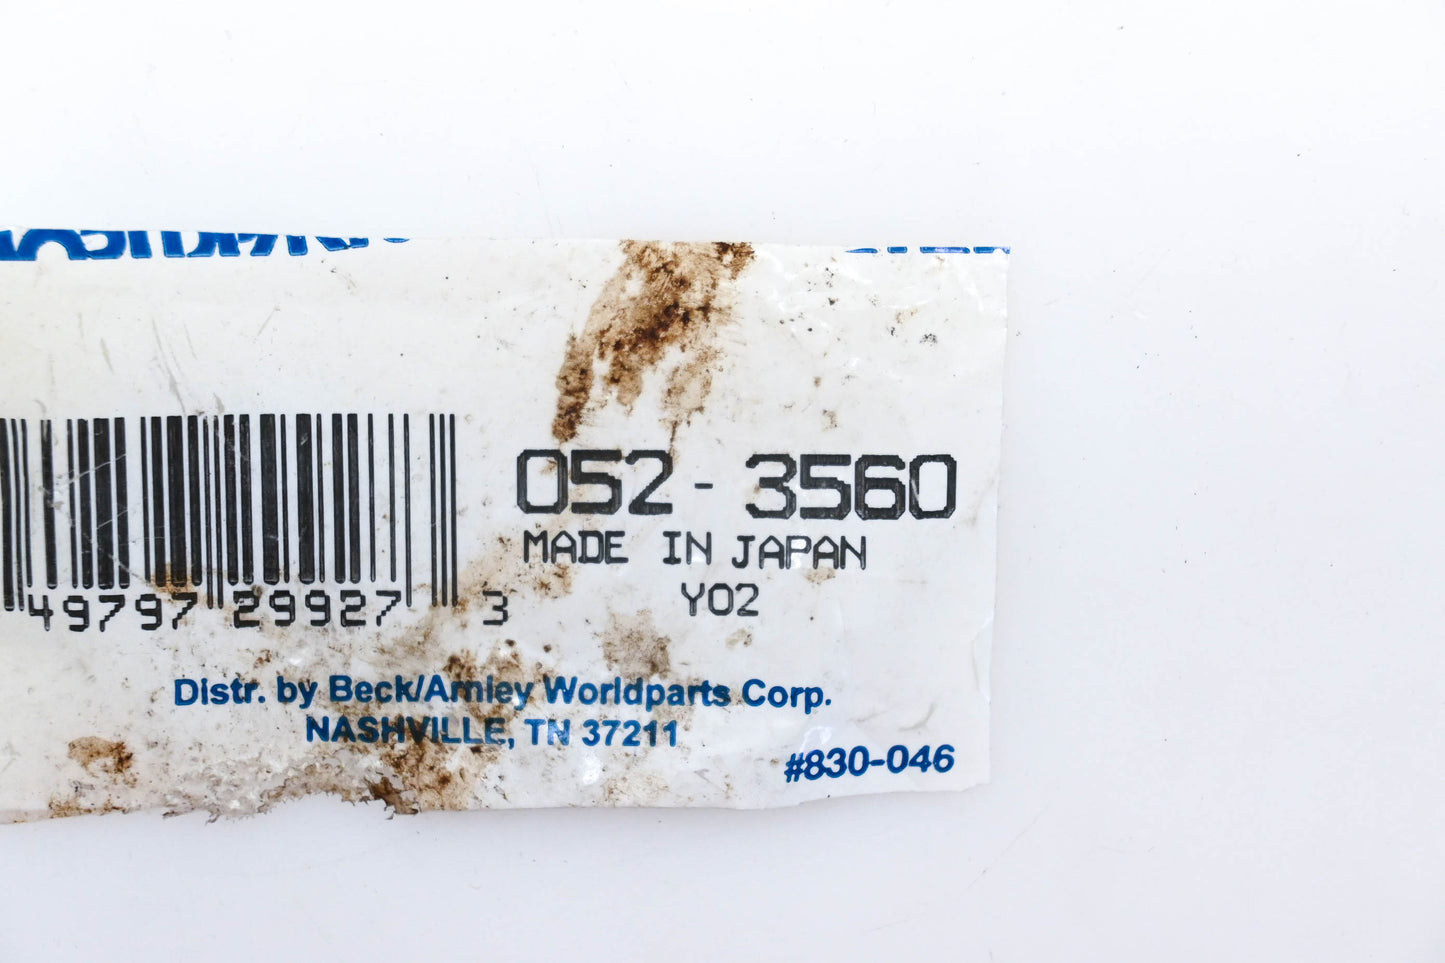 052-3560
MADE IN JAPAN
Y02
49797 29927 3
Distr. by Beck/Arnley Worldparts Corp.
NASHVILLE, TN 37211
#830-046